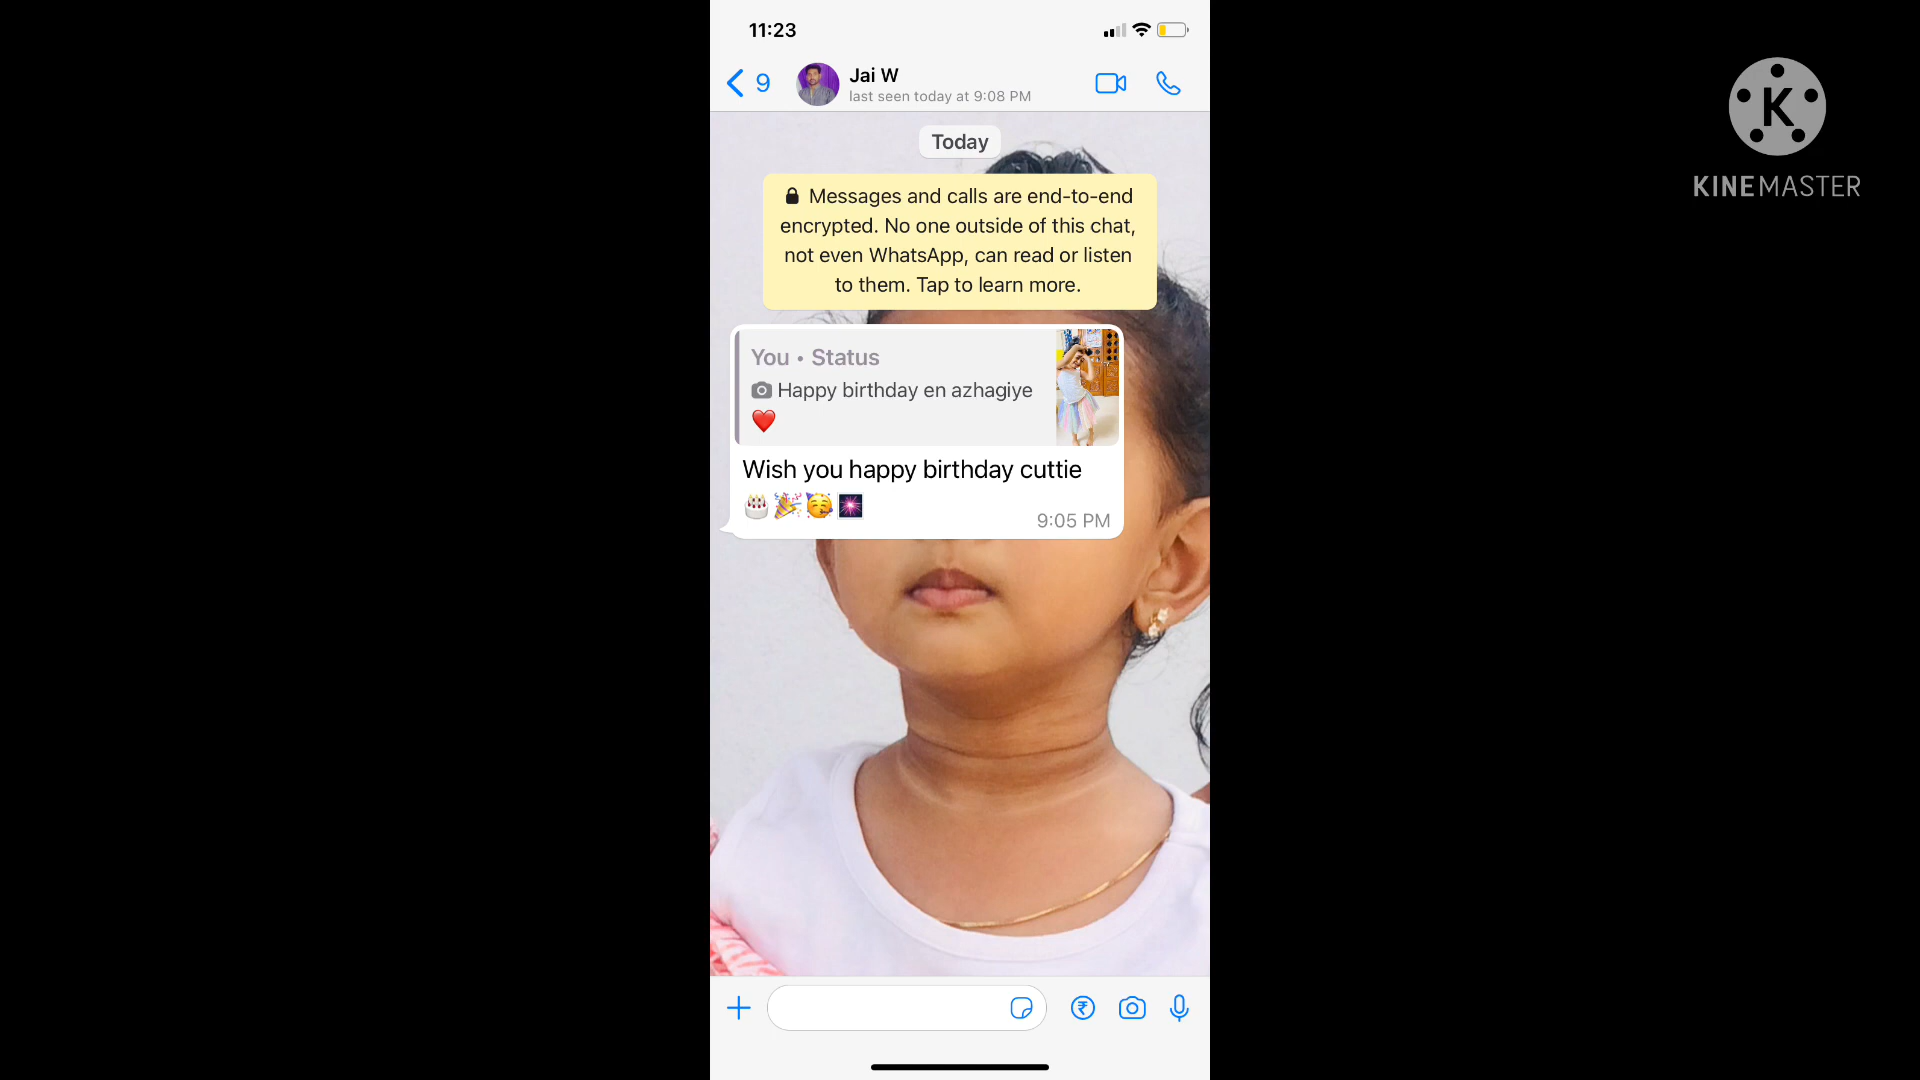 11:23
9
Jai W
last seen today at 9:08 PM
KINEMASTER
Today
Messages and calls are end-to-end
encrypted. No one outside of this chat,
not even WhatsApp, can read or listen
to them. Tap to learn more.
You • Status
Happy birthday en azhagiye
❤️
Wish you happy birthday cuttie
🎂🎉🥳🎆
9:05 PM